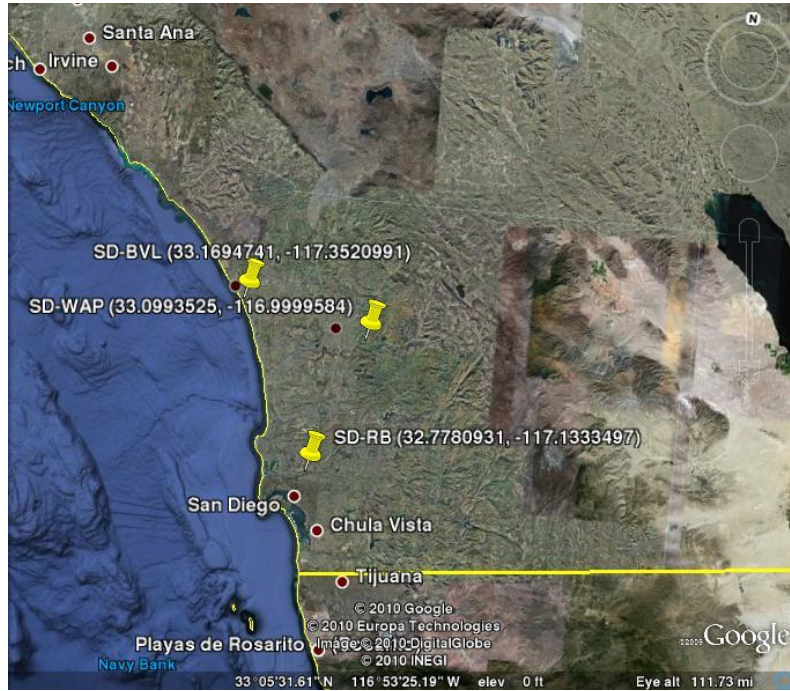 N
Santa Ana
ch
Irvine
Newport Canyon
SD-BVL (33.1694741, -117.3520991)
SD-WAP (33.0993525, -116.9999584)
SD-RB (32.7780931, -117.1333497)
San Diego
Chula Vista
Tijuana
© 2010 Google
© 2010 Europa Technologies
Playas de Rosarito
Image © 2010 DigitalGlobe
© 2010 INEGI
©2009 Google
Navy Bank
33°05'31.61" N 116°53'25.19" W elev 0 ft Eye alt 111.73 mi